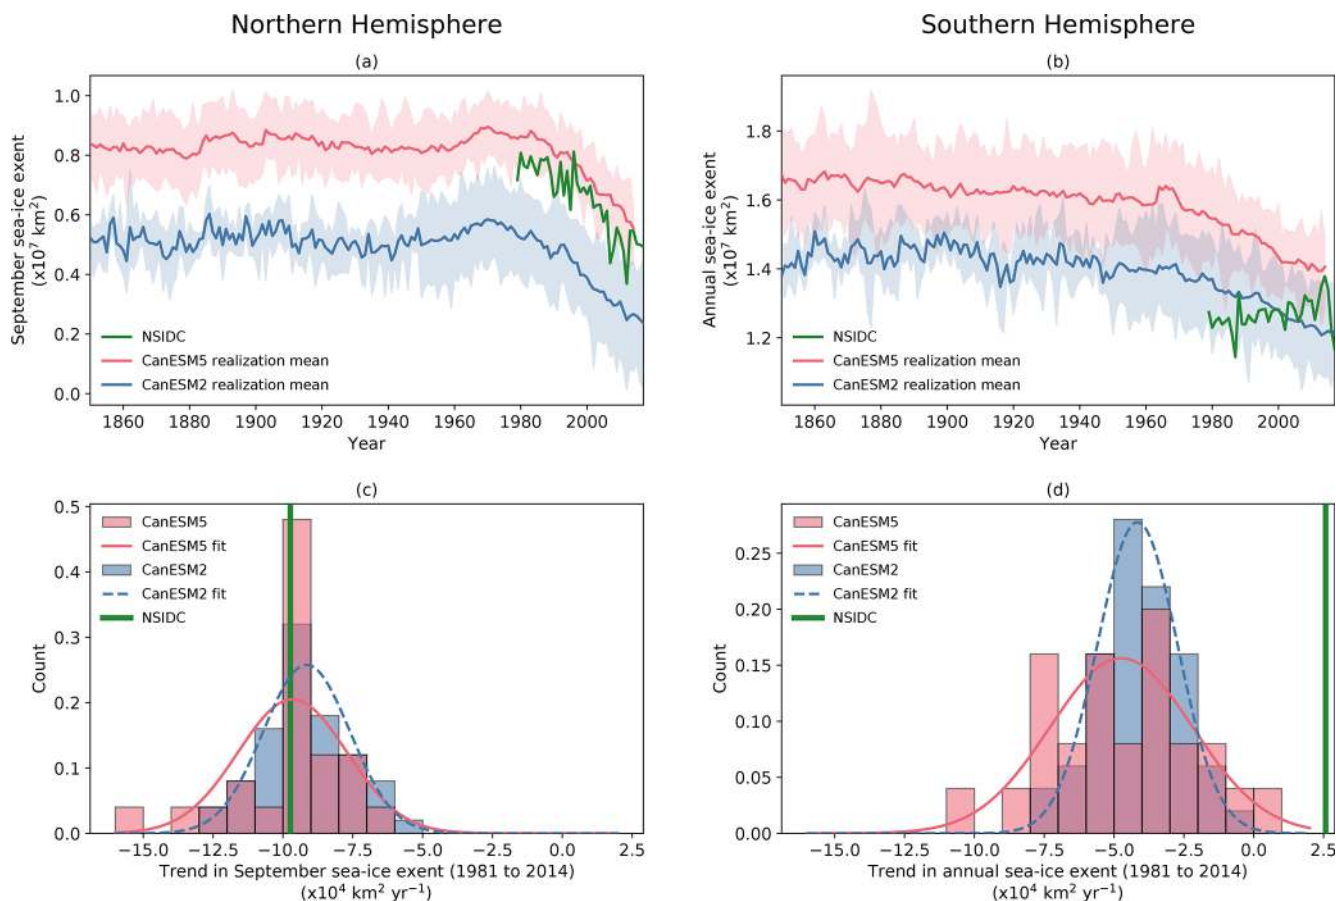 Northern Hemisphere
Southern Hemisphere
(a)
1.0
0.8
0.6
0.4
0.2
0.0
September sea-ice exent
(x10⁷ km²)
NSIDC
CanESM5 realization mean
CanESM2 realization mean
1860 1880 1900 1920 1940 1960 1980 2000
Year
(b)
1.8
1.6
1.4
1.2
Annual sea-ice exent
(x10⁷ km²)
NSIDC
CanESM5 realization mean
CanESM2 realization mean
1860 1880 1900 1920 1940 1960 1980 2000
Year
(c)
0.5
0.4
0.3
0.2
0.1
0.0
Count
CanESM5
CanESM5 fit
CanESM2
CanESM2 fit
NSIDC
−15.0 −12.5 −10.0 −7.5 −5.0 −2.5 0.0 2.5
Trend in September sea-ice exent (1981 to 2014)
(x10⁴ km² yr⁻¹)
(d)
0.25
0.20
0.15
0.10
0.05
0.00
Count
CanESM5
CanESM5 fit
CanESM2
CanESM2 fit
NSIDC
−15.0 −12.5 −10.0 −7.5 −5.0 −2.5 0.0 2.5
Trend in annual sea-ice exent (1981 to 2014)
(x10⁴ km² yr⁻¹)